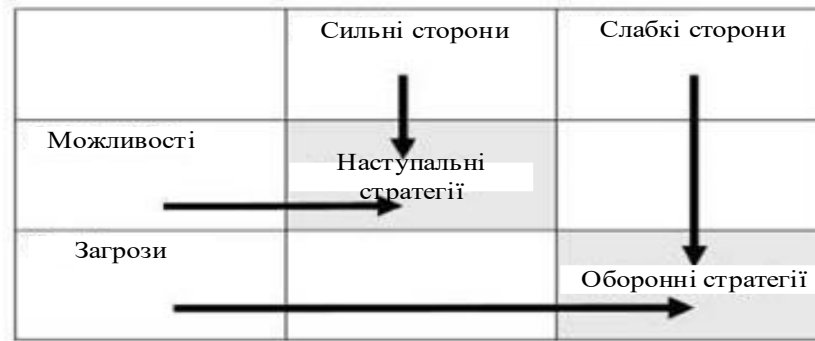 Сильні сторони
Слабкі сторони
Можливості
Наступальні
стратегії
Загрози
Оборонні стратегії